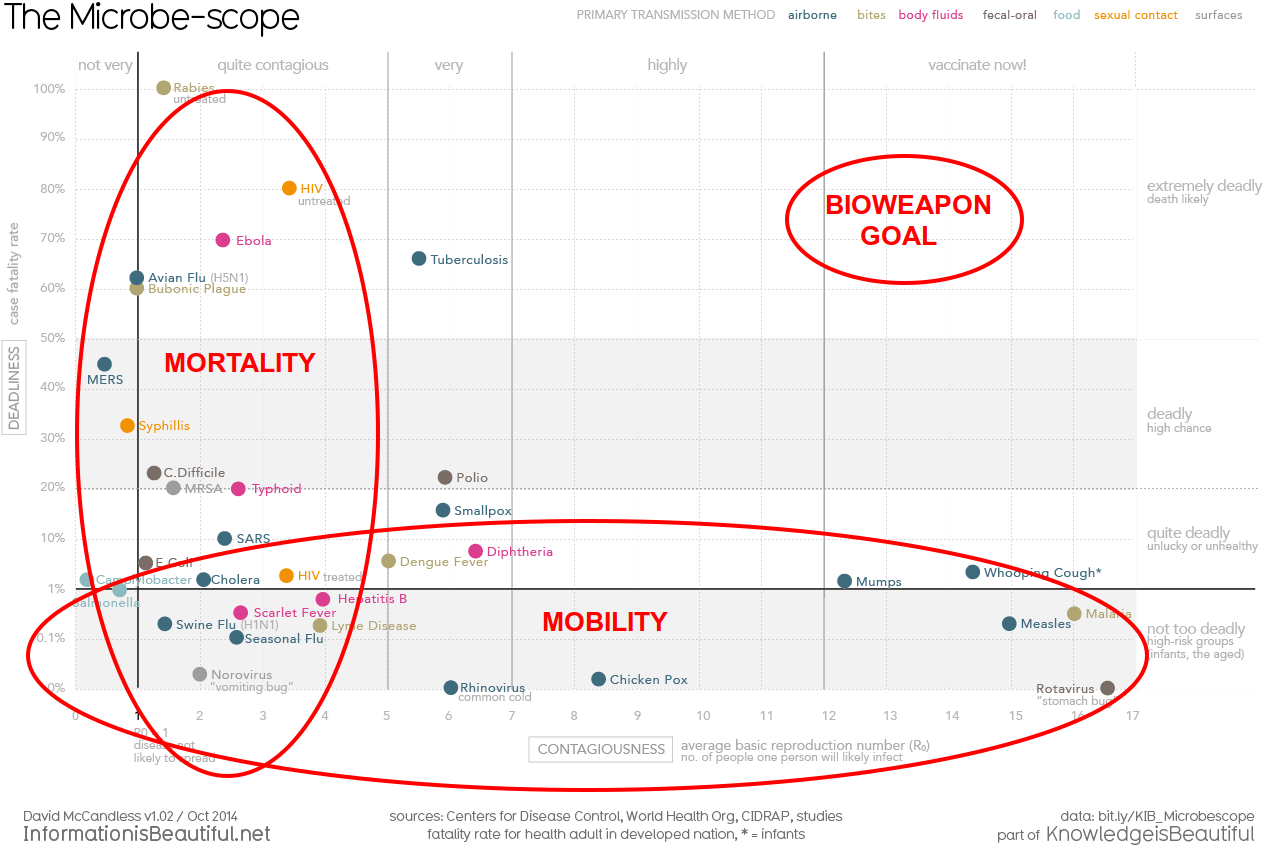 The Microbe-scope
PRIMARY TRANSMISSION METHOD airborne bites body fluids fecal-oral food sexual contact surfaces
not very quite contagious very highly vaccinate now!
100%
Rabies
untreated
90%
80%
HIV
untreated
extremely deadly
death likely
BIOWEAPON
GOAL
70%
Ebola
Tuberculosis
Avian Flu (H5N1)
60%
Bubonic Plague
case fatality rate
DEADLINESS
50%
MORTALITY
MERS
40%
Syphillis
deadly
high chance
30%
C.Difficile
Polio
20%
MRSA
Typhoid
Smallpox
10%
SARS
quite deadly
unlucky or unhealthy
Diphtheria
E.Coli
Dengue Fever
Campylobacter
Cholera
HIV treated
Mumps
Whooping Cough*
1%
Salmonella
Hepatitis B
Scarlet Fever
Malaria
Swine Flu (H1N1)
Lyme Disease
MOBILITY
Measles
not too deadly
high-risk groups
(infants, the aged)
0.1%
Seasonal Flu
Norovirus
"vomiting bug"
Chicken Pox
0%
Rhinovirus
common cold
Rotavirus
"stomach bug"
0 1 2 3 4 5 6 7 8 9 10 11 12 13 14 15 16 17
R0 < 1
disease not
likely to spread
CONTAGIOUSNESS average basic reproduction number (R₀)
no. of people one person will likely infect
David McCandless v1.02 / Oct 2014
InformationisBeautiful.net
sources: Centers for Disease Control, World Health Org, CIDRAP, studies
fatality rate for health adult in developed nation, * = infants
data: bit.ly/KIB_Microbescope
part of KnowledgeisBeautiful